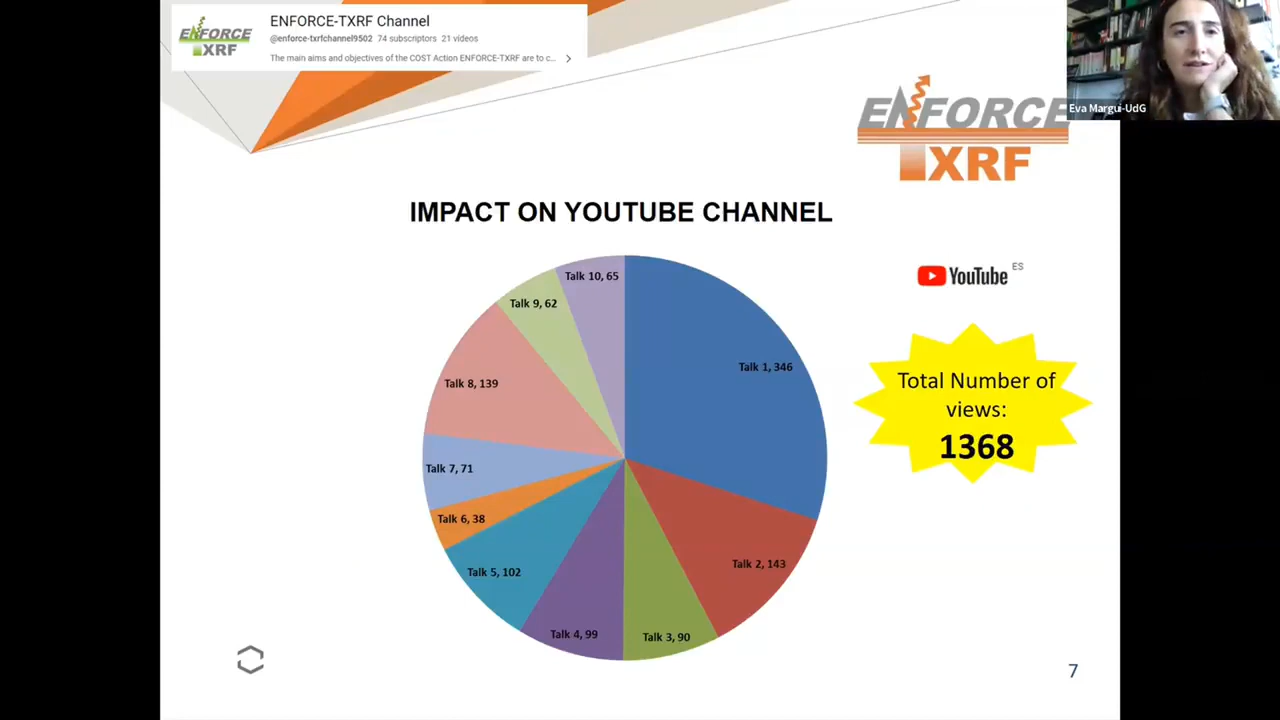 ENFORCE
TXRF
ENFORCE-TXRF Channel
@enforce-txrfchannel9502 74 subscribers 21 videos
The main aims and objectives of the COST Action ENFORCE-TXRF are to c... >
Eva Margui-UdG
ENFORCE
TXRF
IMPACT ON YOUTUBE CHANNEL
YouTube ES
Talk 10, 65
Talk 9, 62
Talk 1, 346
Talk 8, 139
Talk 7, 71
Talk 6, 38
Talk 5, 102
Talk 2, 143
Talk 4, 99
Talk 3, 90
Total Number of
views:
1368
7